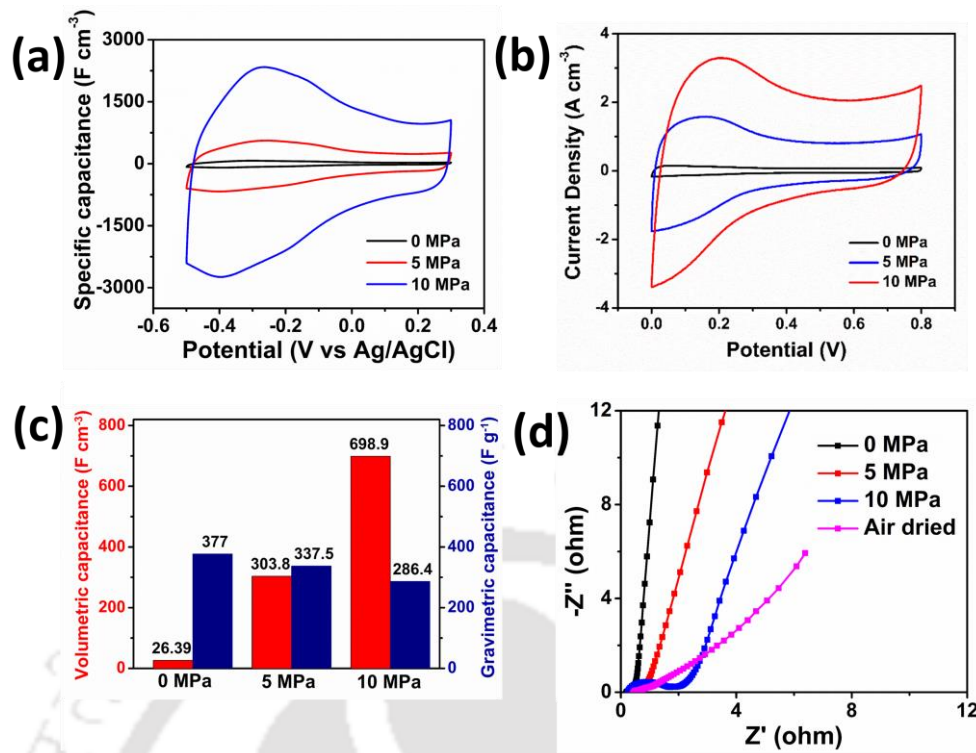 (a)
Specific capacitance (F cm⁻³)
3000
1500
0
-1500
-3000
0 MPa
5 MPa
10 MPa
-0.6 -0.4 -0.2 0.0 0.2 0.4
Potential (V vs Ag/AgCl)
(b)
Current Density (A cm⁻³)
4
2
0
-2
-4
0 MPa
5 MPa
10 MPa
0.0 0.2 0.4 0.6 0.8
Potential (V)
(c)
Volumetric capacitance (F cm⁻³)
800
600
400
200
0
26.39
377
303.8
337.5
698.9
286.4
0 MPa 5 MPa 10 MPa
800
600
400
200
0
Gravimetric capacitance (F g⁻¹)
(d)
-Z" (ohm)
12
8
4
0
0 MPa
5 MPa
10 MPa
Air dried
0 4 8 12
Z' (ohm)